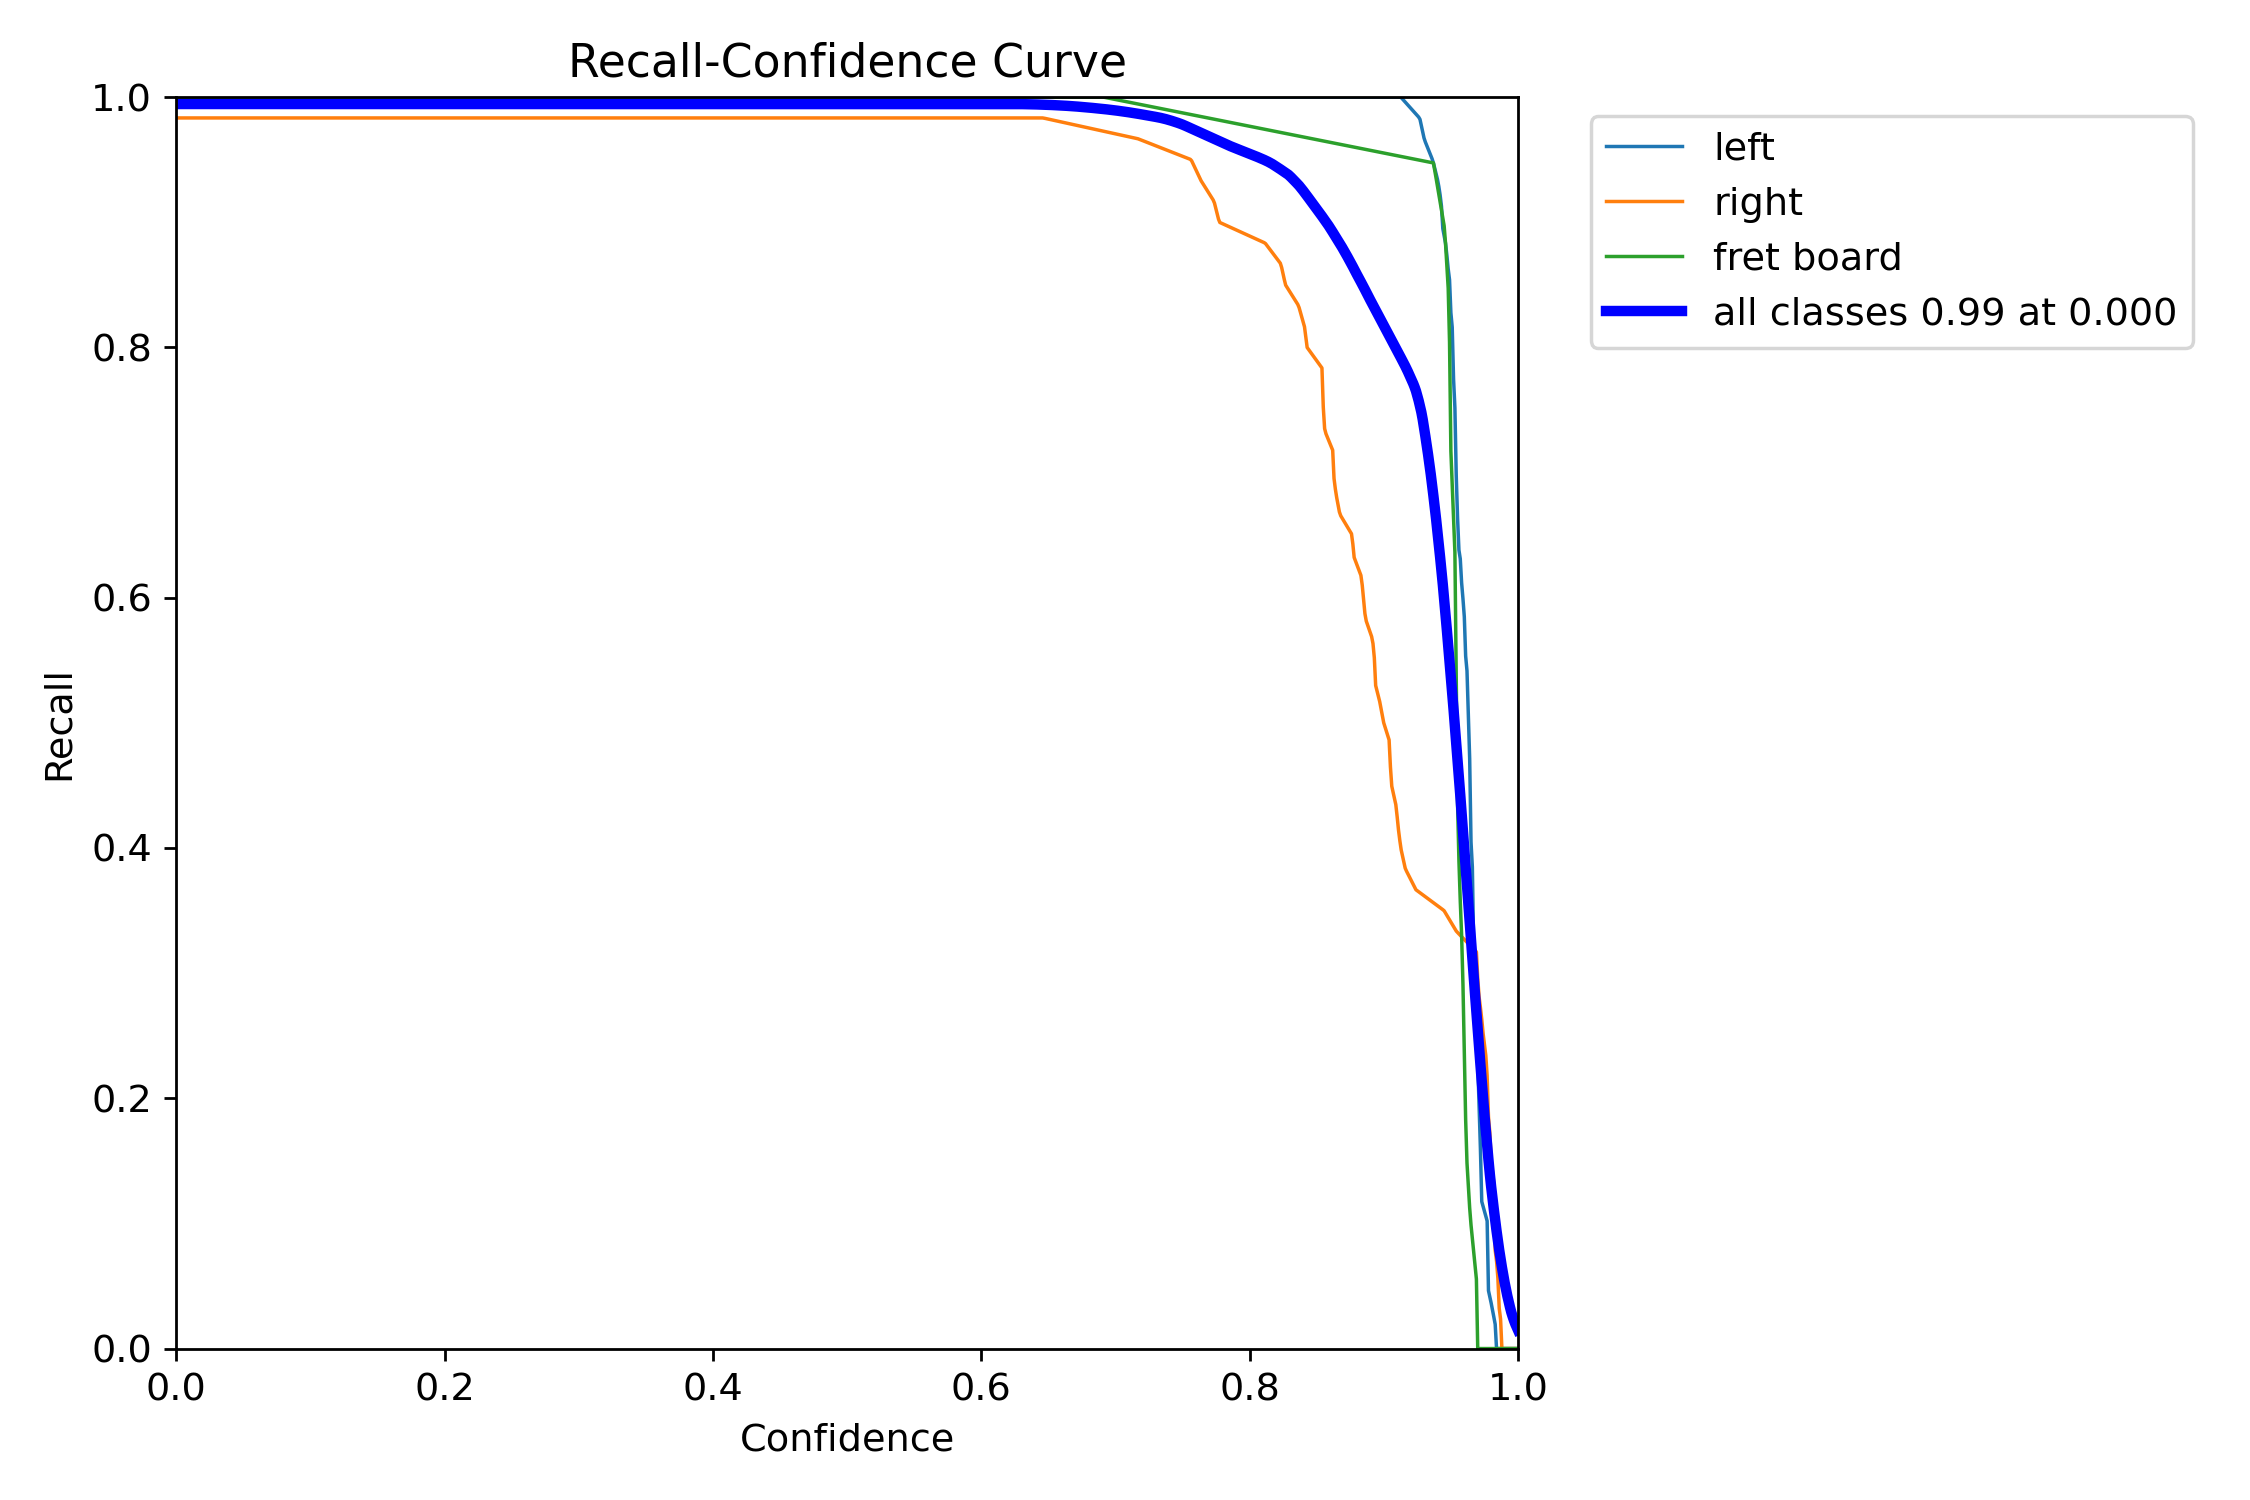 Recall-Confidence Curve
1.0
0.8
0.6
0.4
0.2
0.0
Recall
0.0 0.2 0.4 0.6 0.8 1.0
Confidence
left
right
fret board
all classes 0.99 at 0.000